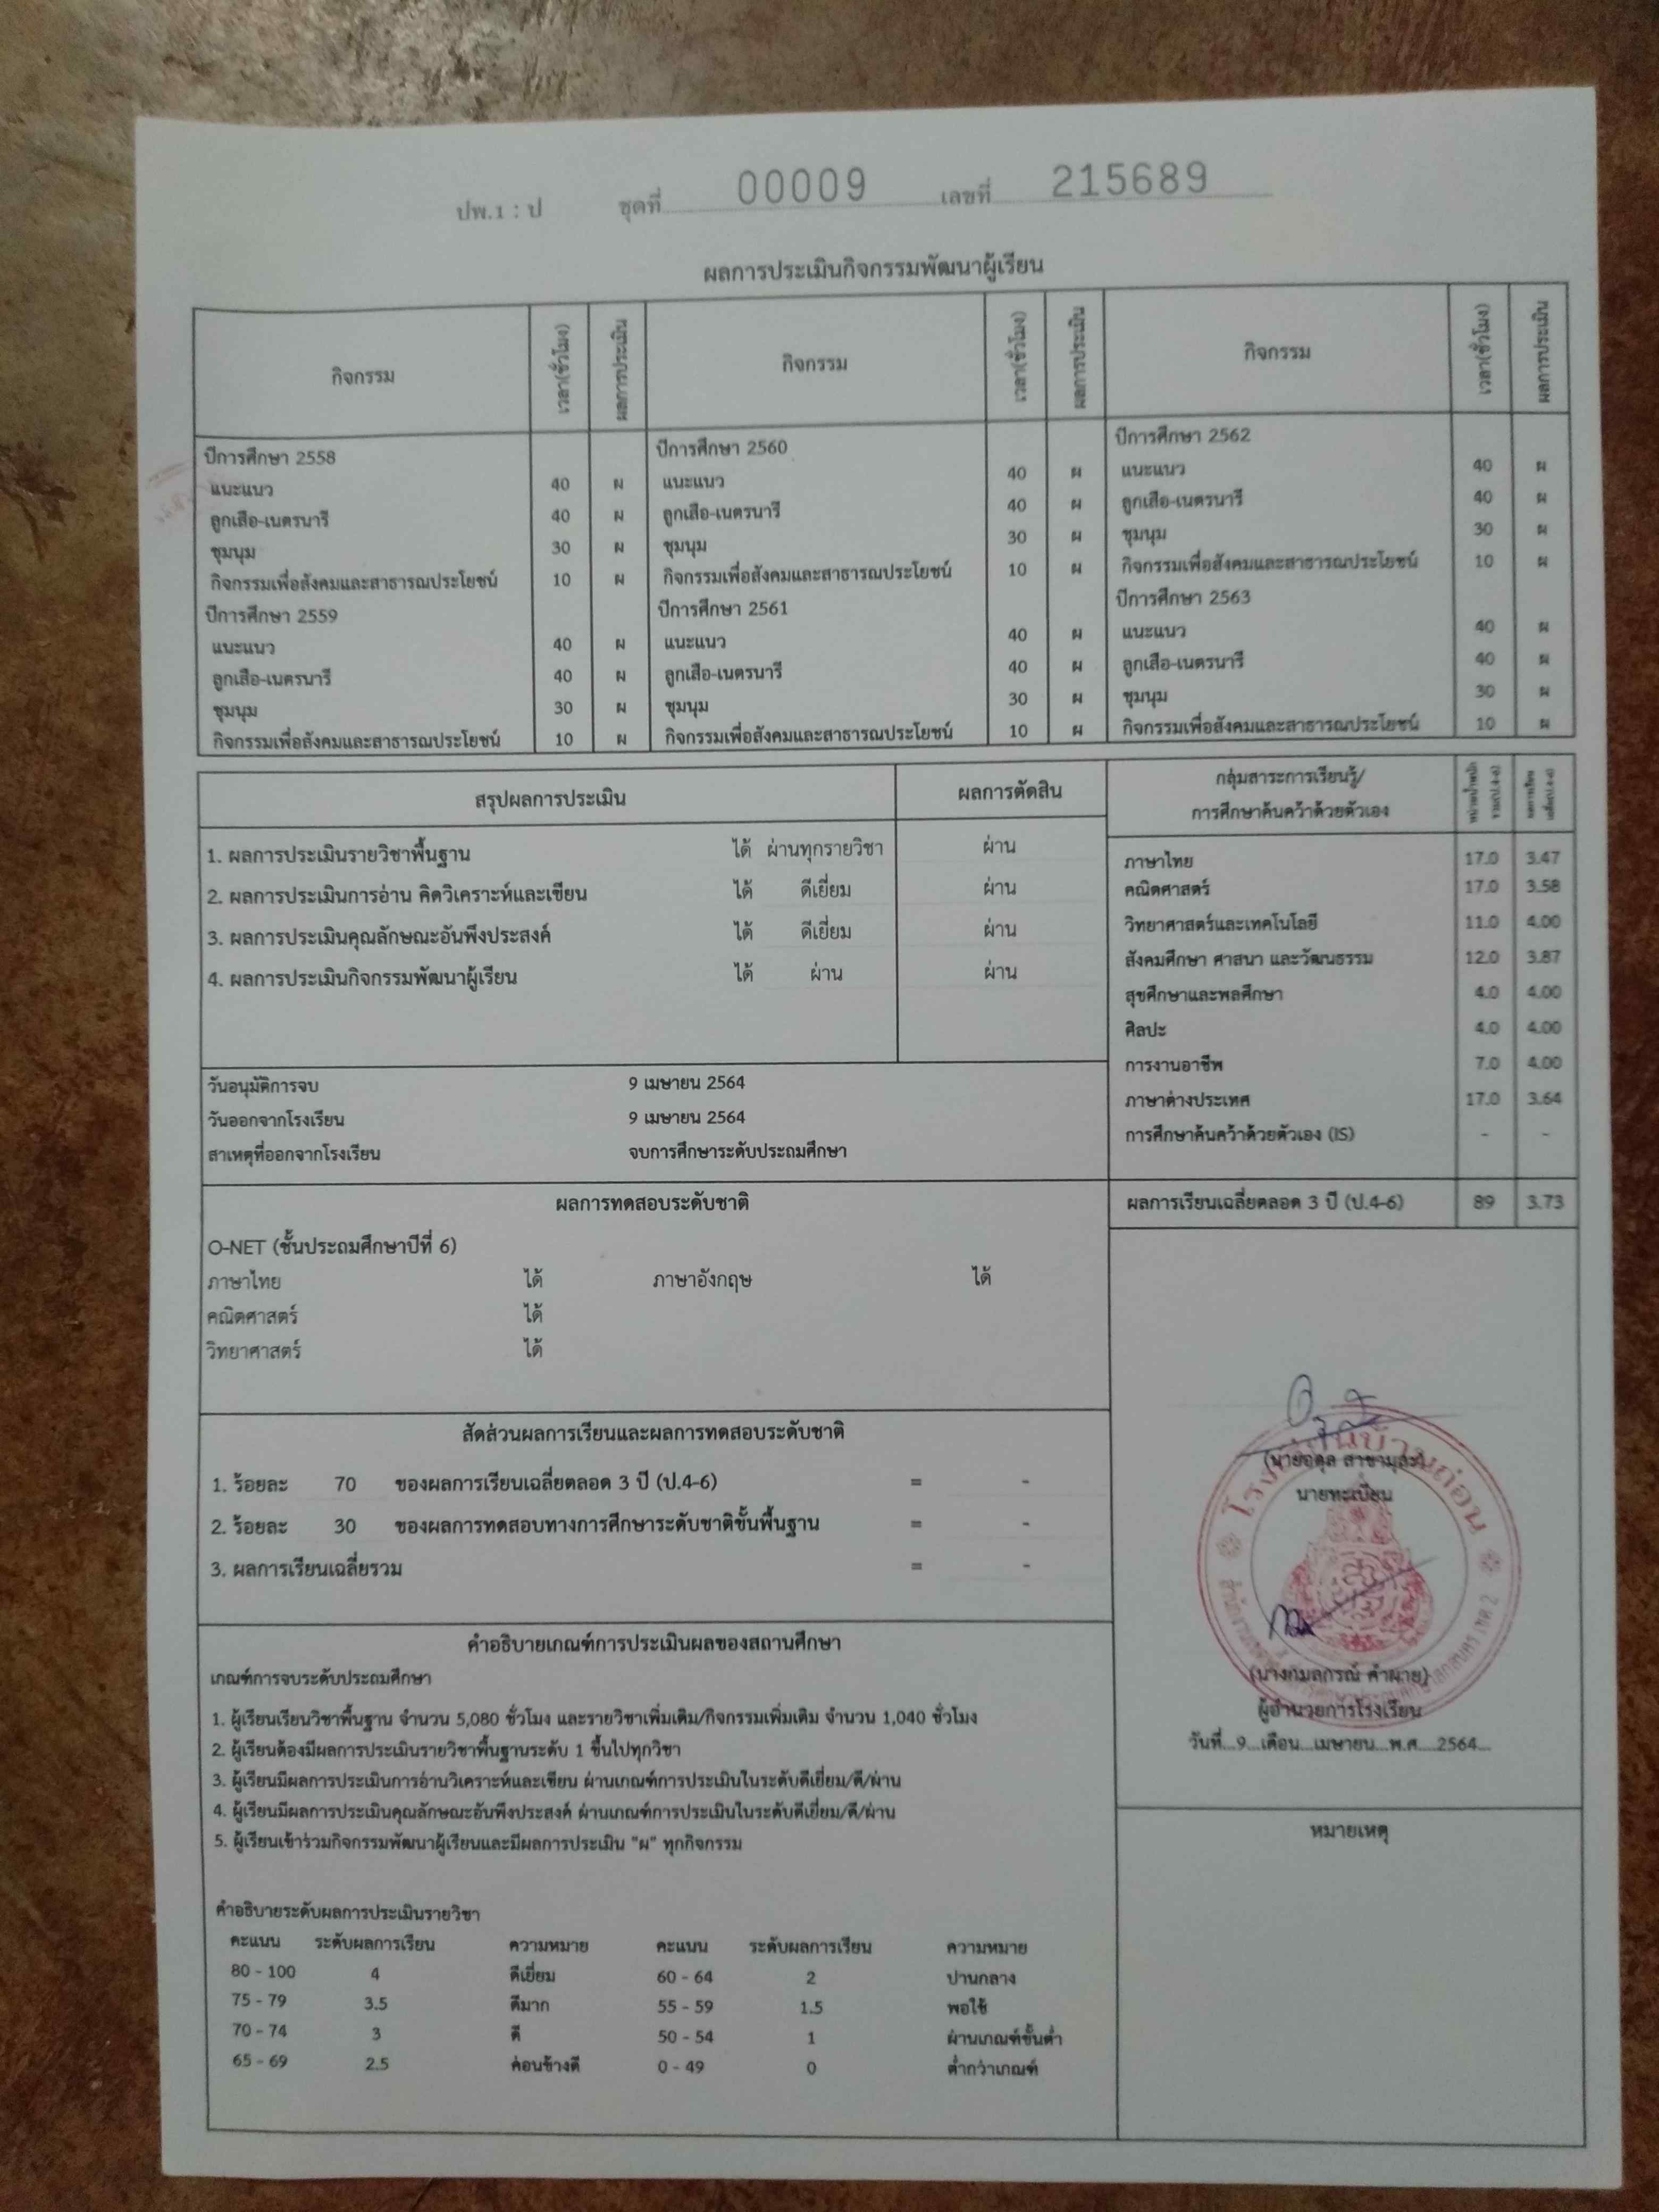 ปพ.1 : ป ชุดที่ 00009 เลขที่ 215689
ผลการประเมินกิจกรรมพัฒนาผู้เรียน
กิจกรรม เวลา(ชั่วโมง) ผลการประเมิน กิจกรรม เวลา(ชั่วโมง) ผลการประเมิน กิจกรรม เวลา(ชั่วโมง) ผลการประเมิน
ปีการศึกษา 2558 ปีการศึกษา 2560 ปีการศึกษา 2562
แนะแนว 40 ผ แนะแนว 40 ผ แนะแนว 40 ผ
ลูกเสือ-เนตรนารี 40 ผ ลูกเสือ-เนตรนารี 40 ผ ลูกเสือ-เนตรนารี 40 ผ
ชุมนุม 30 ผ ชุมนุม 30 ผ ชุมนุม 30 ผ
กิจกรรมเพื่อสังคมและสาธารณประโยชน์ 10 ผ กิจกรรมเพื่อสังคมและสาธารณประโยชน์ 10 ผ กิจกรรมเพื่อสังคมและสาธารณประโยชน์ 10 ผ
ปีการศึกษา 2559 ปีการศึกษา 2561 ปีการศึกษา 2563
แนะแนว 40 ผ แนะแนว 40 ผ แนะแนว 40 ผ
ลูกเสือ-เนตรนารี 40 ผ ลูกเสือ-เนตรนารี 40 ผ ลูกเสือ-เนตรนารี 40 ผ
ชุมนุม 30 ผ ชุมนุม 30 ผ ชุมนุม 30 ผ
กิจกรรมเพื่อสังคมและสาธารณประโยชน์ 10 ผ กิจกรรมเพื่อสังคมและสาธารณประโยชน์ 10 ผ กิจกรรมเพื่อสังคมและสาธารณประโยชน์ 10 ผ
สรุปผลการประเมิน ผลการตัดสิน
1. ผลการประเมินรายวิชาพื้นฐาน ได้ ผ่านทุกรายวิชา ผ่าน
2. ผลการประเมินการอ่าน คิดวิเคราะห์และเขียน ได้ ดีเยี่ยม ผ่าน
3. ผลการประเมินคุณลักษณะอันพึงประสงค์ ได้ ดีเยี่ยม ผ่าน
4. ผลการประเมินกิจกรรมพัฒนาผู้เรียน ได้ ผ่าน ผ่าน
วันอนุมัติการจบ 9 เมษายน 2564
วันออกจากโรงเรียน 9 เมษายน 2564
สาเหตุที่ออกจากโรงเรียน จบการศึกษาระดับประถมศึกษา
กลุ่มสาระการเรียนรู้/
การศึกษาค้นคว้าด้วยตัวเอง
ภาษาไทย 17.0 3.47
คณิตศาสตร์ 17.0 3.58
วิทยาศาสตร์และเทคโนโลยี 11.0 4.00
สังคมศึกษา ศาสนา และวัฒนธรรม 12.0 3.87
สุขศึกษาและพลศึกษา 4.0 4.00
ศิลปะ 4.0 4.00
การงานอาชีพ 7.0 4.00
ภาษาต่างประเทศ 17.0 3.64
การศึกษาค้นคว้าด้วยตัวเอง (IS) - -
ผลการเรียนเฉลี่ยตลอด 3 ปี (ป.4-6) 89 3.73
ผลการทดสอบระดับชาติ
O-NET (ชั้นประถมศึกษาปีที่ 6)
ภาษาไทย ได้ ภาษาอังกฤษ ได้
คณิตศาสตร์ ได้
วิทยาศาสตร์ ได้
สัดส่วนผลการเรียนและผลการทดสอบระดับชาติ
1. ร้อยละ 70 ของผลการเรียนเฉลี่ยตลอด 3 ปี (ป.4-6) = -
2. ร้อยละ 30 ของผลการทดสอบทางการศึกษาระดับชาติขั้นพื้นฐาน = -
3. ผลการเรียนเฉลี่ยรวม = -
นายทะเบียน
(นางกมลกรณ์ คำผาย)
ผู้อำนวยการโรงเรียน
วันที่...9...เดือน....เมษายน...พ.ศ....2564....
คำอธิบายเกณฑ์การประเมินผลของสถานศึกษา
เกณฑ์การจบระดับประถมศึกษา
1. ผู้เรียนเรียนวิชาพื้นฐาน จำนวน 5,080 ชั่วโมง และรายวิชาเพิ่มเติม/กิจกรรมเพิ่มเติม จำนวน 1,040 ชั่วโมง
2. ผู้เรียนต้องมีผลการประเมินรายวิชาพื้นฐานระดับ 1 ขึ้นไปทุกวิชา
3. ผู้เรียนมีผลการประเมินการอ่านวิเคราะห์และเขียน ผ่านเกณฑ์การประเมินในระดับดีเยี่ยม/ดี/ผ่าน
4. ผู้เรียนมีผลการประเมินคุณลักษณะอันพึงประสงค์ ผ่านเกณฑ์การประเมินในระดับดีเยี่ยม/ดี/ผ่าน
5. ผู้เรียนเข้าร่วมกิจกรรมพัฒนาผู้เรียนและมีผลการประเมิน "ผ" ทุกกิจกรรม
คำอธิบายระดับผลการประเมินรายวิชา
คะแนน ระดับผลการเรียน ความหมาย คะแนน ระดับผลการเรียน ความหมาย
80 - 100 4 ดีเยี่ยม 60 - 64 2 ปานกลาง
75 - 79 3.5 ดีมาก 55 - 59 1.5 พอใช้
70 - 74 3 ดี 50 - 54 1 ผ่านเกณฑ์ขั้นต่ำ
65 - 69 2.5 ค่อนข้างดี 0 - 49 0 ต่ำกว่าเกณฑ์
หมายเหตุ